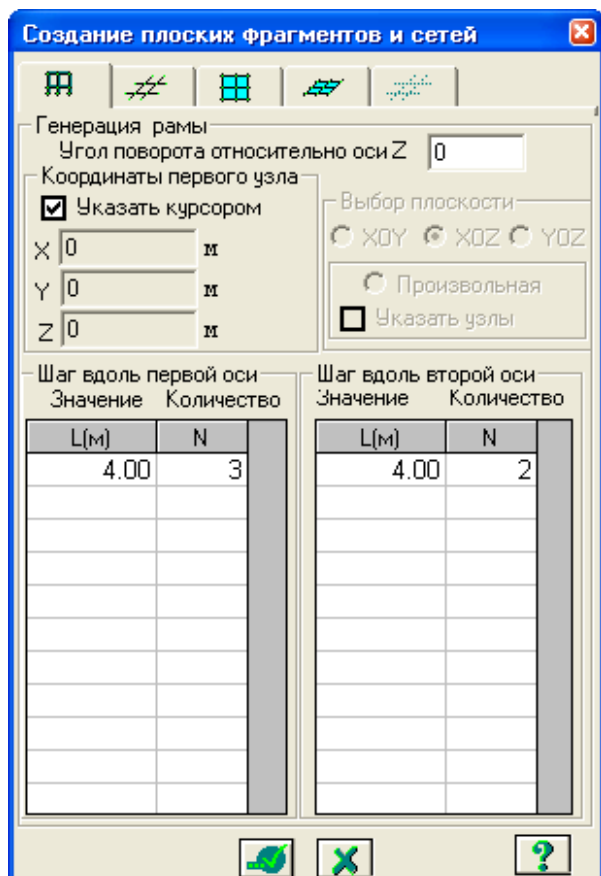 Создание плоских фрагментов и сетей
Генерация рамы
Угол поворота относительно оси Z 0
Координаты первого узла
Указать курсором
X 0 м
Y 0 м
Z 0 м
Выбор плоскости
XOY XOZ YOZ
Произвольная
Указать узлы
Шаг вдоль первой оси
Значение Количество
L(м) N
4.00 3
Шаг вдоль второй оси
Значение Количество
L(м) N
4.00 2
?